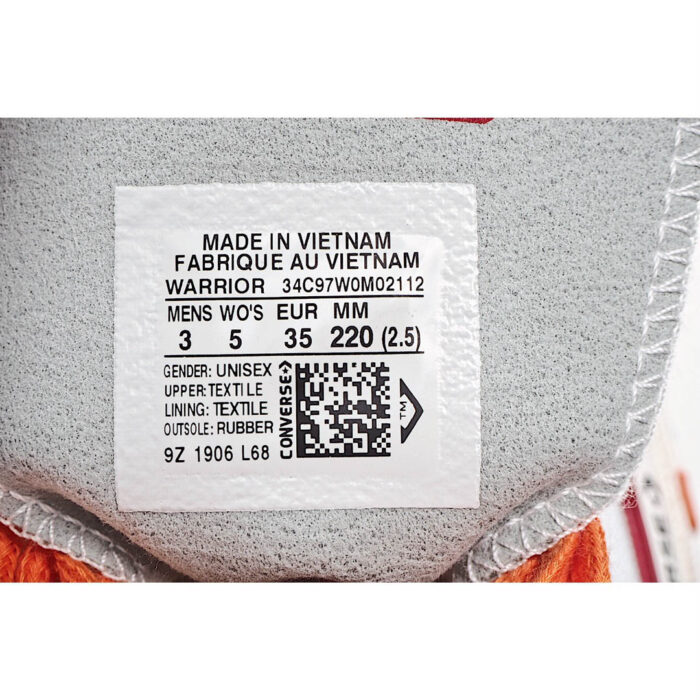 MADE IN VIETNAM
FABRIQUE AU VIETNAM
WARRIOR 34C97W0M02112
MENS WO'S EUR MM
3 5 35 220 (2.5)
GENDER: UNISEX
UPPER: TEXTILE
LINING: TEXTILE
OUTSOLE: RUBBER
9Z 1906 L68
CONVERSE
TM